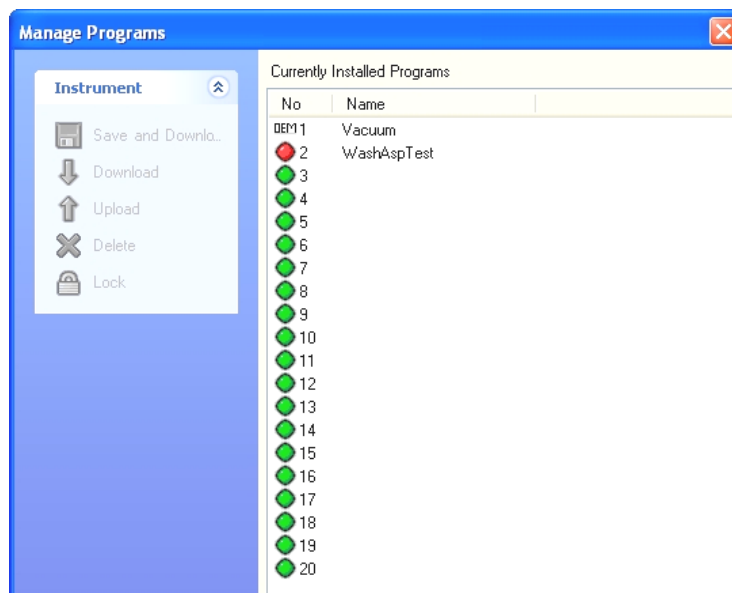 Manage Programs
Instrument
Save and Downlo...
Download
Upload
Delete
Lock
Currently Installed Programs
No Name
OEM 1 Vacuum
2 WashAspTest
3
4
5
6
7
8
9
10
11
12
13
14
15
16
17
18
19
20